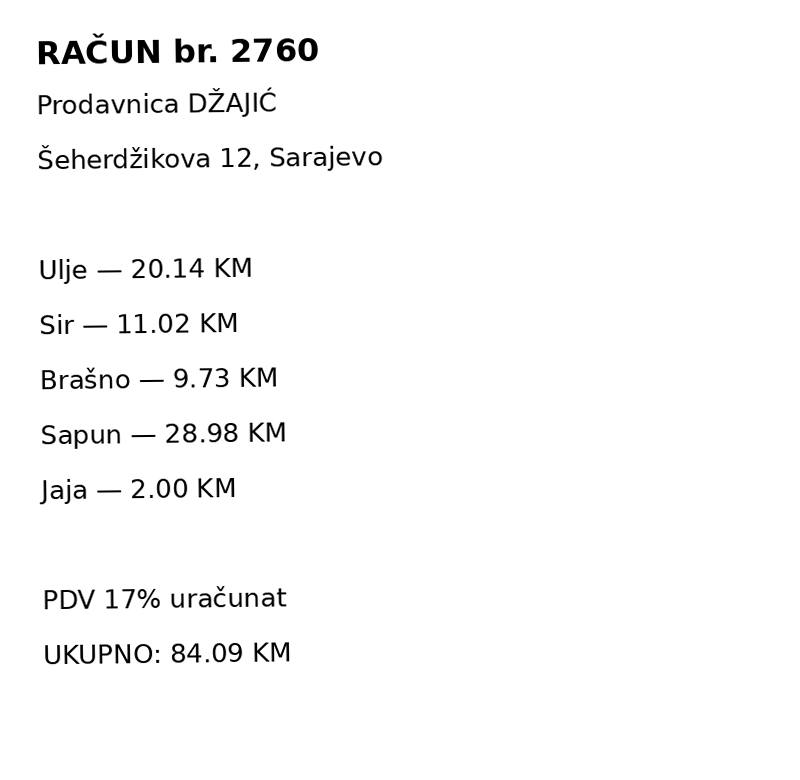 RAČUN br. 2760
Prodavnica DŽAJIĆ
Šeherdžikova 12, Sarajevo
Ulje — 20.14 KM
Sir — 11.02 KM
Brašno — 9.73 KM
Sapun — 28.98 KM
Jaja — 2.00 KM
PDV 17% uračunat
UKUPNO: 84.09 KM